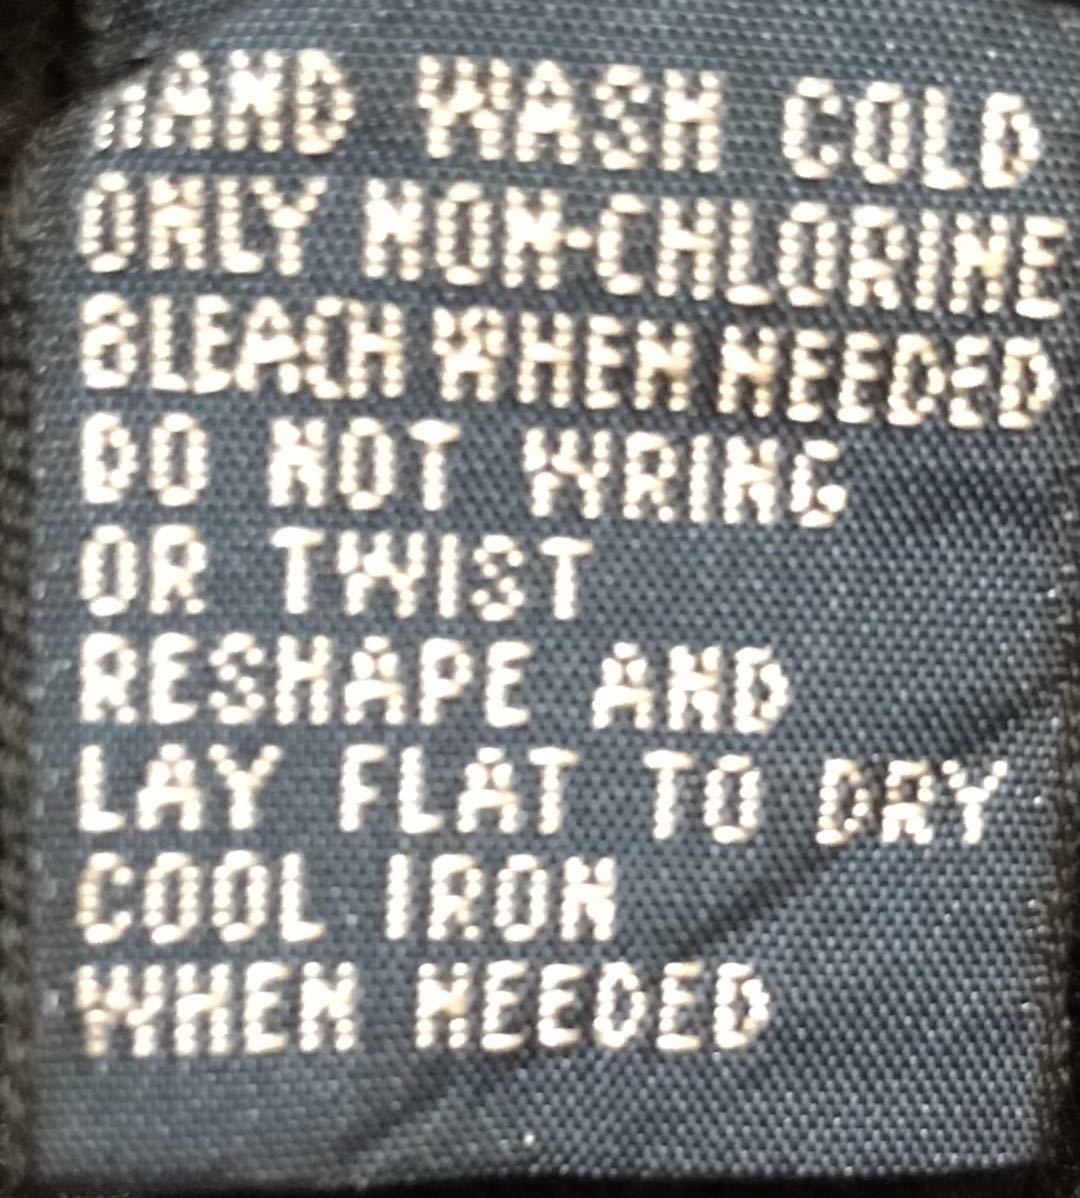 HAND WASH COLD
ONLY NON-CHLORINE
BLEACH WHEN NEEDED
DO NOT WRING
OR TWIST
RESHAPE AND
LAY FLAT TO DRY
COOL IRON
WHEN NEEDED